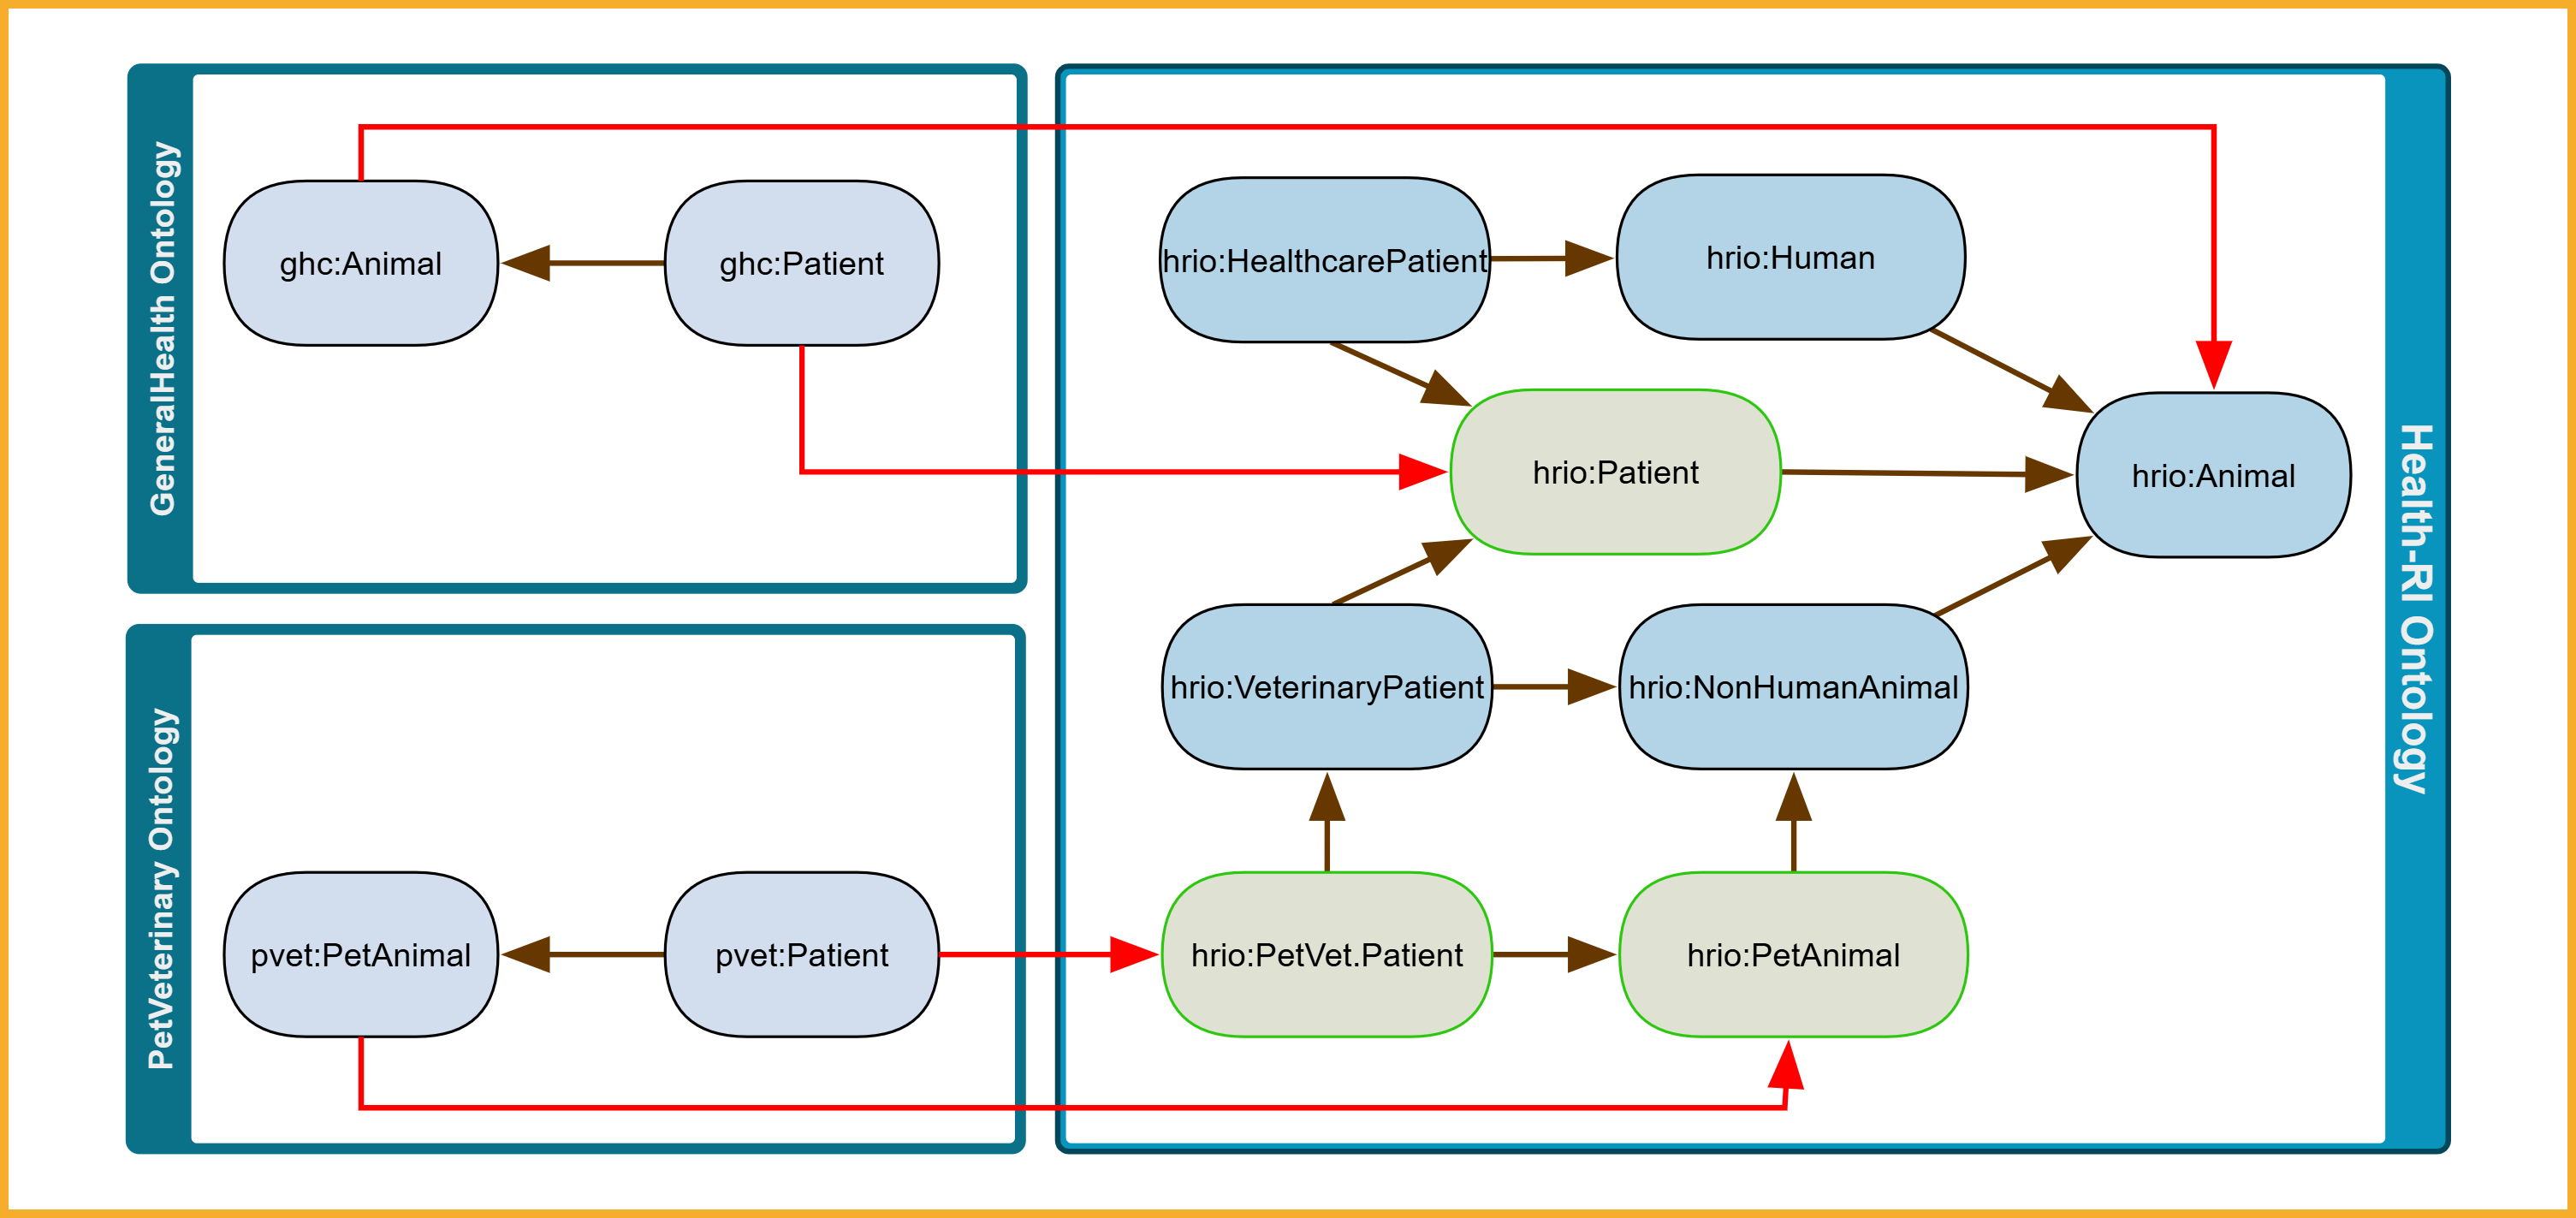 GeneralHealth Ontology
ghc:Animal
ghc:Patient
PetVeterinary Ontology
pvet:PetAnimal
pvet:Patient
hrio:HealthcarePatient
hrio:Human
hrio:Patient
hrio:Animal
hrio:VeterinaryPatient
hrio:NonHumanAnimal
hrio:PetVet.Patient
hrio:PetAnimal
Health-RI Ontology